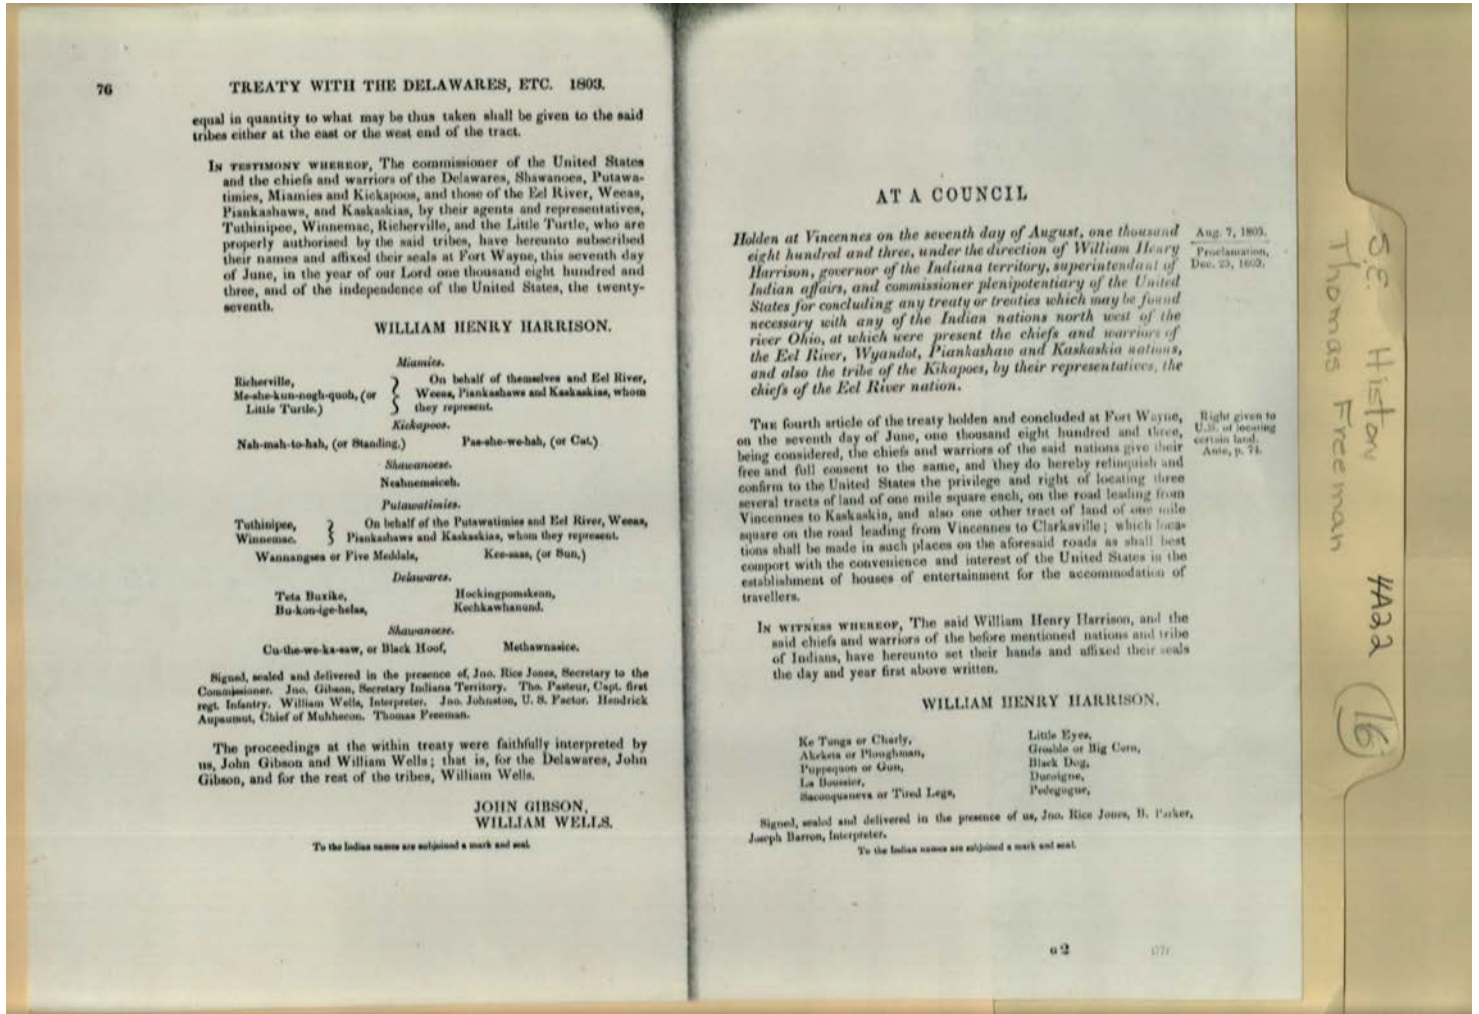 76
TREATY WITH THE DELAWARES, ETC. 1803.
equal in quantity to what may be thus taken shall be given to the said
tribes either at the east or the west end of the tract.
IN TESTIMONY WHEREOF, The commissioner of the United States
and the chiefs and warriors of the Delawares, Shawanoes, Putawa-
timies, Miamies and Kickapoos, and those of the Eel River, Weeas,
Piankashaws, and Kaskaskias, by their agents and representatives,
Tuthinipee, Winnemac, Richerville, and the Little Turtle, who are
properly authorised by the said tribes, have hereunto subscribed
their names and affixed their seals at Fort Wayne, this seventh day
of June, in the year of our Lord one thousand eight hundred and
three, and of the independence of the United States, the twenty-
seventh.
WILLIAM HENRY HARRISON.
Miamies.
Richerville,
Me-she-kun-nogh-quoh, (or
Little Turtle.)
On behalf of themselves and Eel River,
Weeas, Piankashaws and Kaskaskias, whom
they represent.
Kickapoos.
Nah-mah-to-hah, (or Standing,) Pas-she-we-hah, (or Cat.)
Shawanoese.
Neahnemsieeh.
Putawatimies.
Tuthinipee,
Winnemac.
On behalf of the Putawatimies and Eel River, Weeas,
Piankashaws and Kaskaskias, whom they represent.
Wannangsea or Five Meddals, Kee-saas, (or Sun.)
Delawares.
Teta Buxike, Hockingpomskenn,
Bu-kon-ige-helas, Kechkawhanund.
Shawanoese.
Cu-the-we-ka-saw, or Black Hoof, Methawnasice.
Signed, sealed and delivered in the presence of, Jno. Rice Jones, Secretary to the
Commissioner. Jno. Gibson, Secretary Indiana Territory. Tho. Pasteur, Capt. first
regt. Infantry. William Wells, Interpreter. Jno. Johnston, U. S. Factor. Hendrick
Aupaumut, Chief of Muhhecon. Thomas Freeman.
The proceedings at the within treaty were faithfully interpreted by
us, John Gibson and William Wells; that is, for the Delawares, John
Gibson, and for the rest of the tribes, William Wells.
JOHN GIBSON,
WILLIAM WELLS.
To the Indian names are subjoined a mark and seal.
AT A COUNCIL
Holden at Vincennes on the seventh day of August, one thousand
eight hundred and three, under the direction of William Henry
Harrison, governor of the Indiana territory, superintendant of
Indian affairs, and commissioner plenipotentiary of the United
States for concluding any treaty or treaties which may be found
necessary with any of the Indian nations north west of the
river Ohio, at which were present the chiefs and warriors of
the Eel River, Wyandot, Piankashaw and Kaskaskia nations,
and also the tribe of the Kikapoes, by their representatives, the
chiefs of the Eel River nation.
Aug. 7, 1803.
Proclamation,
Dec. 23, 1803.
THE fourth article of the treaty holden and concluded at Fort Wayne,
on the seventh day of June, one thousand eight hundred and three,
being considered, the chiefs and warriors of the said nations give their
free and full consent to the same, and they do hereby relinquish and
confirm to the United States the privilege and right of locating three
several tracts of land of one mile square each, on the road leading from
Vincennes to Kaskaskia, and also one other tract of land of one mile
square on the road leading from Vincennes to Clarksville; which loca-
tions shall be made in such places on the aforesaid roads as shall best
comport with the convenience and interest of the United States in the
establishment of houses of entertainment for the accommodation of
travellers.
Right given to
U.S. of locating
certain land.
Ante, p. 74.
IN WITNESS WHEREOF, The said William Henry Harrison, and the
said chiefs and warriors of the before mentioned nations and tribe
of Indians, have hereunto set their hands and affixed their seals
the day and year first above written.
WILLIAM HENRY HARRISON.
Ke Tunga or Charly, Little Eyes,
Akekeia or Ploughman, Grosble or Big Corn,
Puppequon or Gun, Black Dog,
La Boussier, Ducoigne,
Sacooquaneva or Tired Legs, Pedegogue,
Signed, sealed and delivered in the presence of us, Jno. Rice Jones, B. Parker,
Joseph Barron, Interpreter.
To the Indian names are subjoined a mark and seal.
G 2 (77)
S.E. Histon 4A22 16
Thomas Freeman